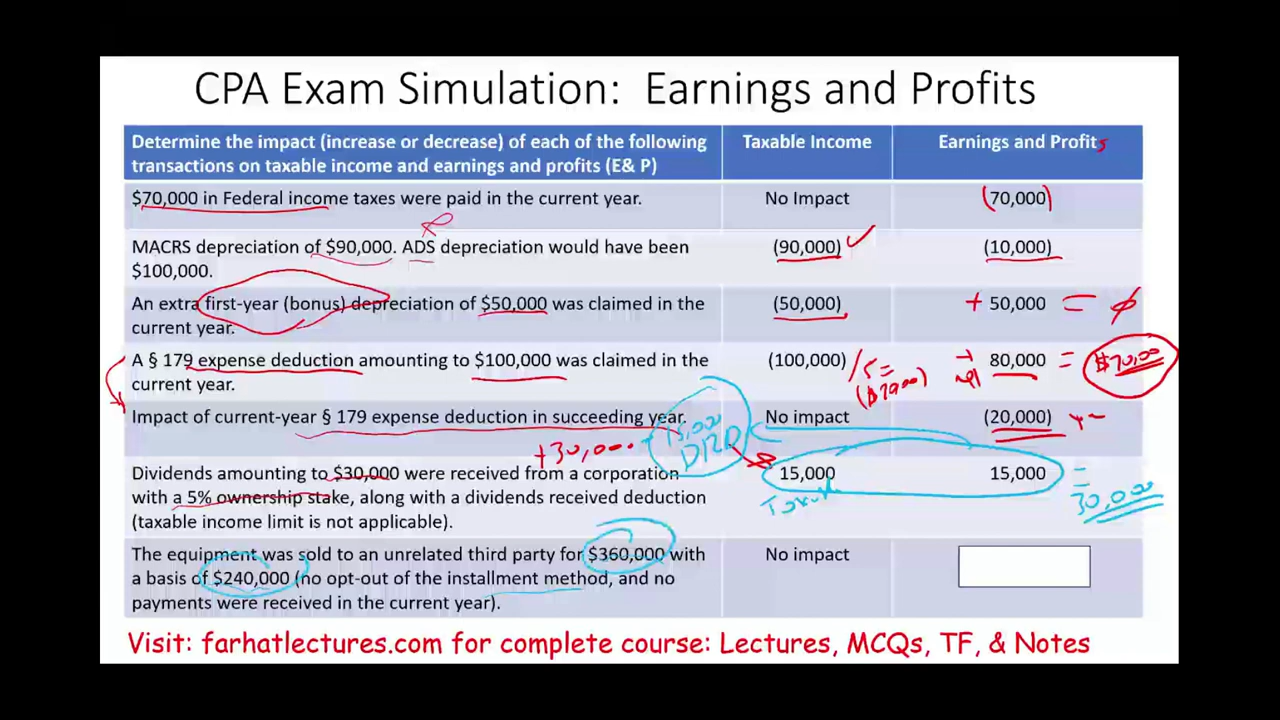 CPA Exam Simulation: Earnings and Profits
Determine the impact (increase or decrease) of each of the following Taxable Income Earnings and Profits
transactions on taxable income and earnings and profits (E& P)
$70,000 in Federal income taxes were paid in the current year. No Impact (70,000)
MACRS depreciation of $90,000. ADS depreciation would have been (90,000) (10,000)
$100,000.
An extra first-year (bonus) depreciation of $50,000 was claimed in the (50,000) + 50,000 =
current year.
A § 179 expense deduction amounting to $100,000 was claimed in the (100,000) 80,000 =
current year.
Impact of current-year § 179 expense deduction in succeeding year. No impact (20,000)
+30,000 - 15,000
DRD
Dividends amounting to $30,000 were received from a corporation 15,000 15,000 =
30,000
with a 5% ownership stake, along with a dividends received deduction
(taxable income limit is not applicable).
The equipment was sold to an unrelated third party for $360,000 with No impact
a basis of $240,000 (no opt-out of the installment method, and no
payments were received in the current year).
Visit: farhatlectures.com for complete course: Lectures, MCQs, TF, & Notes